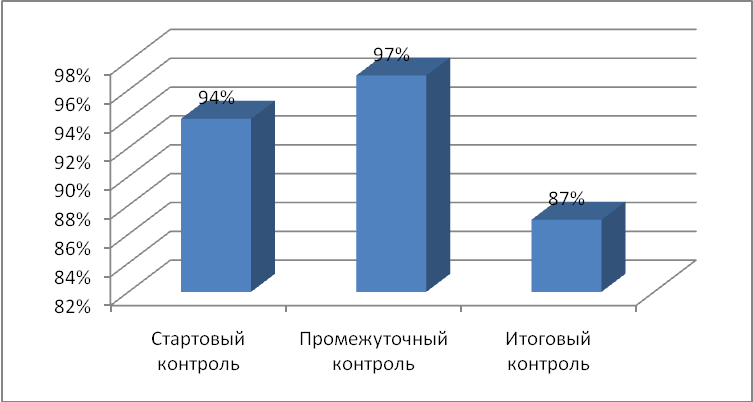 97%
98%
94%
96%
94%
92%
90%
87%
88%
86%
84%
82%
Стартовый
контроль
Промежуточный
контроль
Итоговый
контроль